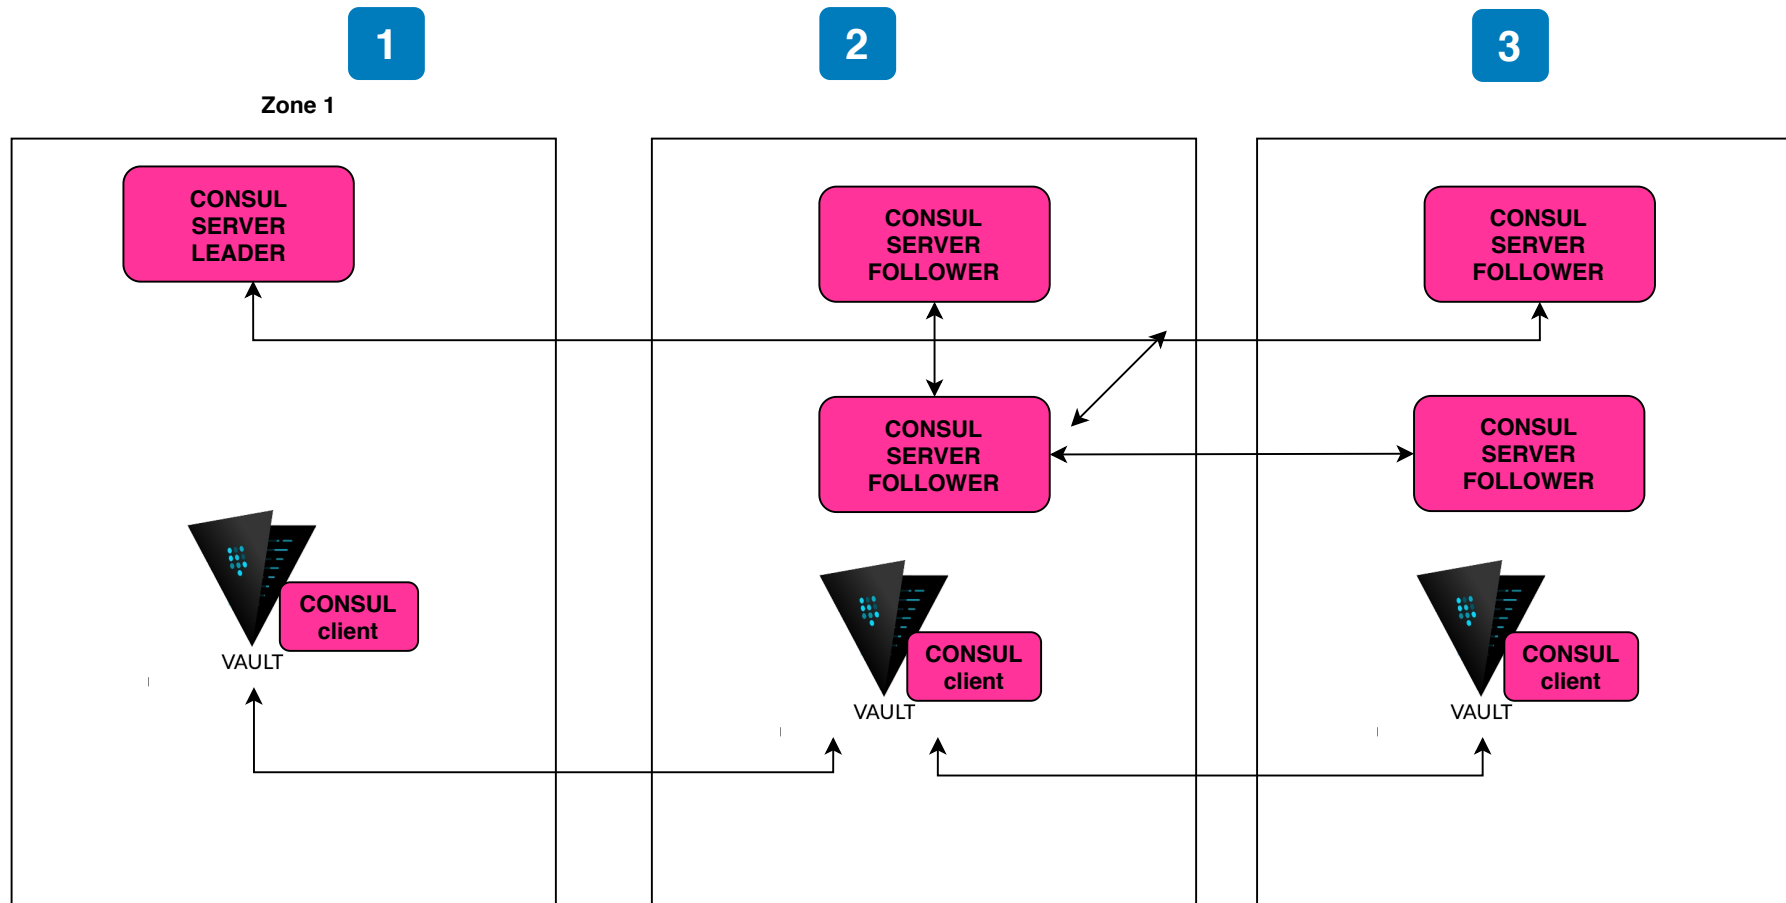 1
2
3
Zone 1
CONSUL
SERVER
LEADER
CONSUL
SERVER
FOLLOWER
CONSUL
SERVER
FOLLOWER
CONSUL
SERVER
FOLLOWER
CONSUL
SERVER
FOLLOWER
CONSUL
client
VAULT
CONSUL
client
VAULT
CONSUL
client
VAULT